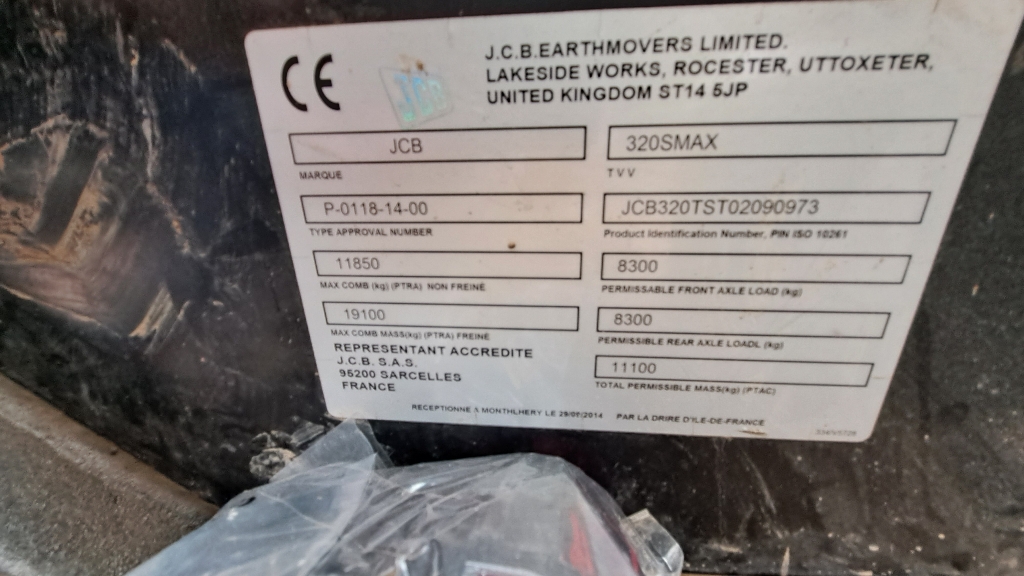 CE
JCB
J.C.B.EARTHMOVERS LIMITED.
LAKESIDE WORKS, ROCESTER, UTTOXETER,
UNITED KINGDOM ST14 5JP
JCB
MARQUE
320SMAX
TVV
P-0118-14-00
TYPE APPROVAL NUMBER
JCB320TST02090973
Product Identification Number, PIN ISO 10261
11850
MAX COMB (kg) (PTRA) NON FREINE
8300
PERMISSABLE FRONT AXLE LOAD (kg)
19100
MAX COMB MASS(kg) (PTRA) FREINE
8300
PERMISSIBLE REAR AXLE LOADL (kg)
REPRESENTANT ACCREDITE
J.C.B. S.A.S.
95200 SARCELLES
FRANCE
11100
TOTAL PERMISSIBLE MASS(kg) (PTAC)
RECEPTIONNE A MONTHLHERY LE 2014 PAR LA DRIRE D'ILE-DE-FRANCE